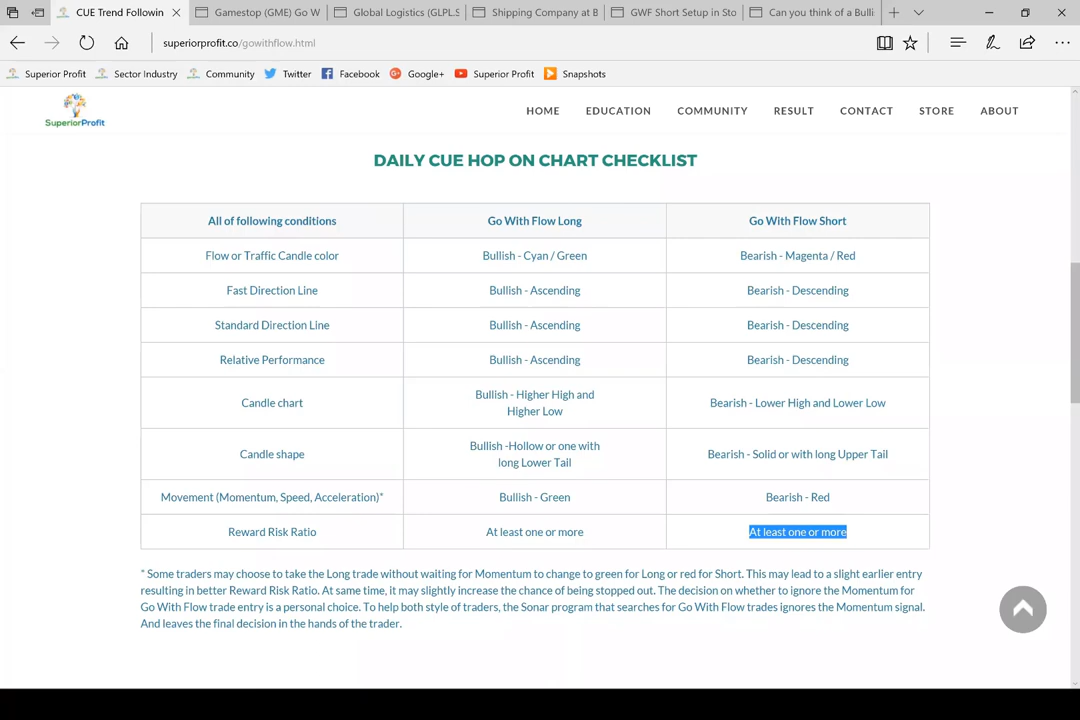 CUE Trend Followin
Gamestop (GME) Go W
Global Logistics (GLPL.S
Shipping Company at B
GWF Short Setup in Sto
Can you think of a Bulli
superiorprofit.co/gowithflow.html
Superior Profit
Sector Industry
Community
Twitter
Facebook
Google+
Superior Profit
Snapshots
SuperiorProfit
HOME
EDUCATION
COMMUNITY
RESULT
CONTACT
STORE
ABOUT
DAILY CUE HOP ON CHART CHECKLIST
All of following conditions
Go With Flow Long
Go With Flow Short
Flow or Traffic Candle color
Bullish - Cyan / Green
Bearish - Magenta / Red
Fast Direction Line
Bullish - Ascending
Bearish - Descending
Standard Direction Line
Bullish - Ascending
Bearish - Descending
Relative Performance
Bullish - Ascending
Bearish - Descending
Candle chart
Bullish - Higher High and
Higher Low
Bearish - Lower High and Lower Low
Candle shape
Bullish -Hollow or one with
long Lower Tail
Bearish - Solid or with long Upper Tail
Movement (Momentum, Speed, Acceleration)*
Bullish - Green
Bearish - Red
Reward Risk Ratio
At least one or more
At least one or more
* Some traders may choose to take the Long trade without waiting for Momentum to change to green for Long or red for Short. This may lead to a slight earlier entry
resulting in better Reward Risk Ratio. At same time, it may slightly increase the chance of being stopped out. The decision on whether to ignore the Momentum for
Go With Flow trade entry is a personal choice. To help both style of traders, the Sonar program that searches for Go With Flow trades ignores the Momentum signal.
And leaves the final decision in the hands of the trader.